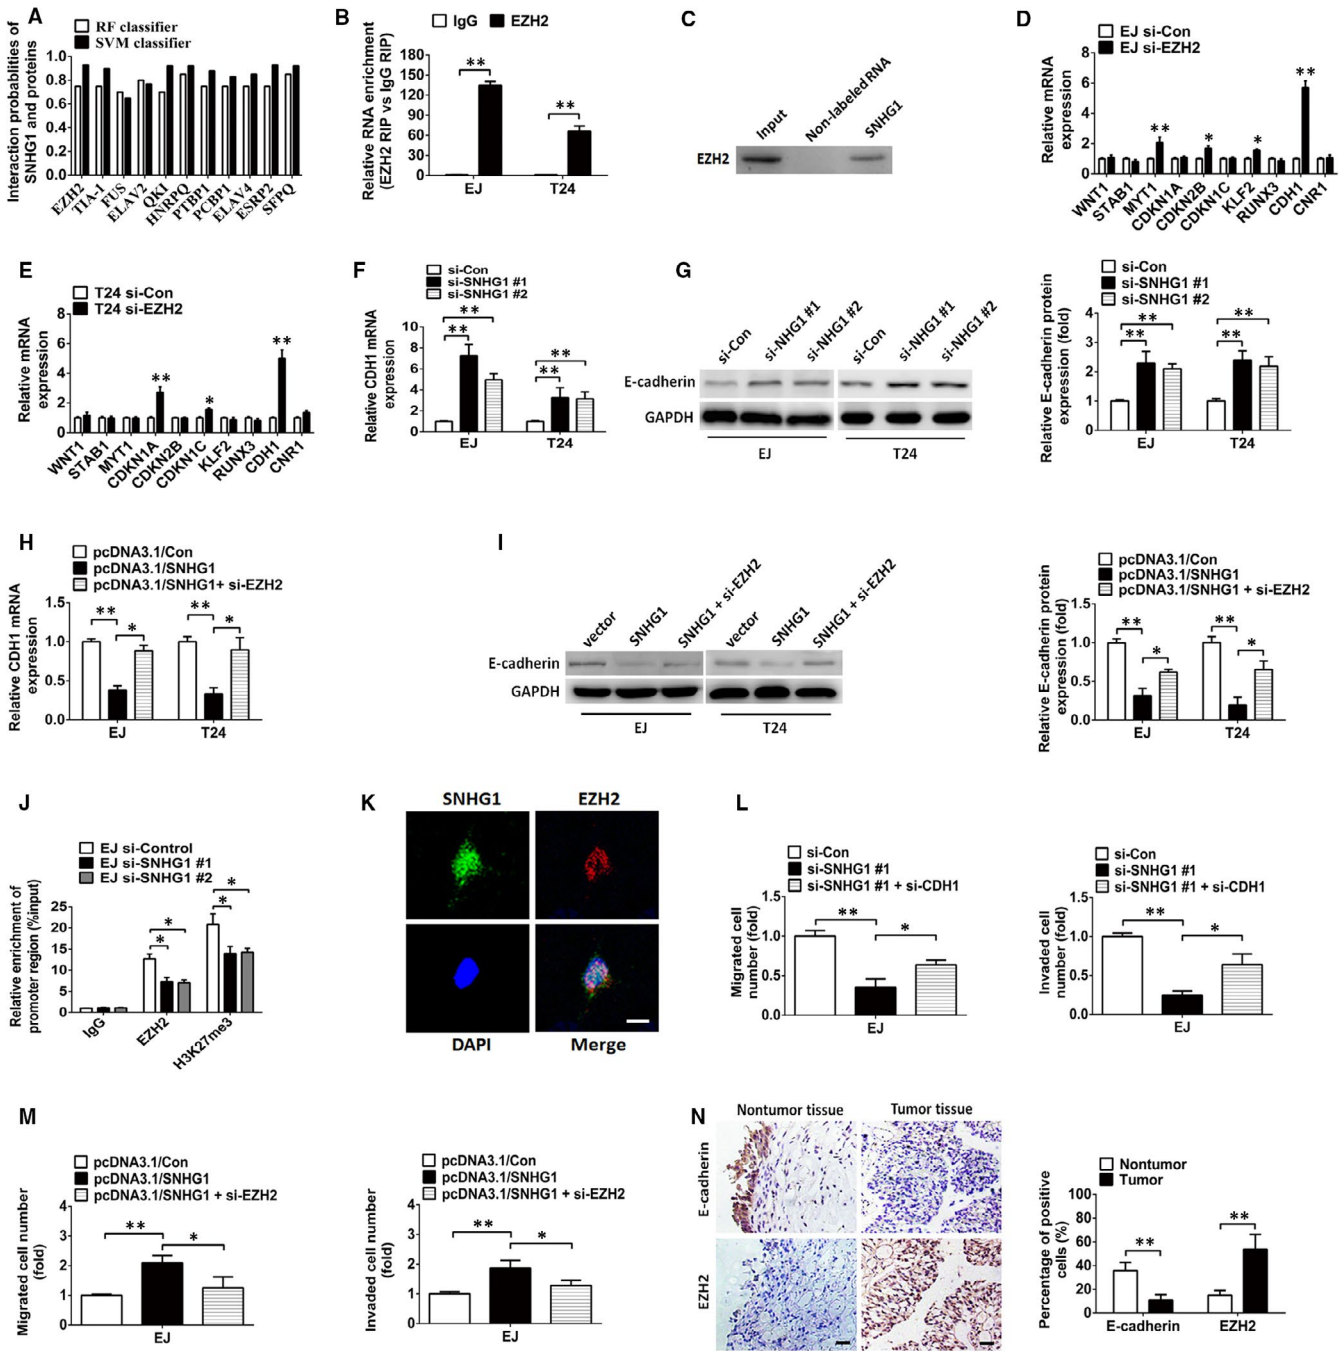 A
RF classifier
SVM classifier
Interaction probablities of
SNHG1 and proteins
1.0
0.8
0.6
0.4
0.2
0.0
EZH2
TIA-1
FUS
ELAV2
QKI
HNRPQ
PTBP1
PCBP1
ELAV4
ESRP2
SFPQ
B
IgG EZH2
Relative RNA enrichment
(EZH2 RIP vs IgG RIP)
180
150
120
90
60
30
0
**
**
EJ T24
C
Input
Non-labeled RNA
SNHG1
EZH2
D
EJ si-Con
EJ si-EZH2
Relative mRNA
expression
8
6
4
2
0
**
*
*
**
WNT1
STAB1
MYT1
CDKN1A
CDKN2B
CDKN1C
KLF2
RUNX3
CDH1
CNR1
E
T24 si-Con
T24 si-EZH2
Relative mRNA
expression
8
6
4
2
0
**
*
**
WNT1
STAB1
MYT1
CDKN1A
CDKN2B
CDKN1C
KLF2
RUNX3
CDH1
CNR1
F
si-Con
si-SNHG1 #1
si-SNHG1 #2
Relative CDH1 mRNA
expression
10
8
6
4
2
0
**
**
**
**
EJ T24
G
si-Con
si-NHG1 #1
si-NHG1 #2
si-Con
si-NHG1 #1
si-NHG1 #2
E-cadherin
GAPDH
EJ T24
si-Con
si-SNHG1 #1
si-SNHG1 #2
Relative E-cadherin protein
expression (fold)
4
3
2
1
0
**
**
**
**
EJ T24
H
pcDNA3.1/Con
pcDNA3.1/SNHG1
pcDNA3.1/SNHG1+ si-EZH2
Relative CDH1 mRNA
expression
1.5
1.0
0.5
0.0
**
*
**
*
EJ T24
I
vector
SNHG1
SNHG1 + si-EZH2
vector
SNHG1
SNHG1 + si-EZH2
E-cadherin
GAPDH
EJ T24
pcDNA3.1/Con
pcDNA3.1/SNHG1
pcDNA3.1/SNHG1 + si-EZH2
Relative E-cadherin protein
expression (fold)
1.5
1.0
0.5
0.0
**
*
**
*
EJ T24
J
EJ si-Control
EJ si-SNHG1 #1
EJ si-SNHG1 #2
Relative enrichment of
promoter region (%input)
25
20
15
10
5
0
*
*
*
*
IgG
EZH2
H3K27me3
K
SNHG1 EZH2
DAPI Merge
L
si-Con
si-SNHG1 #1
si-SNHG1 #1 + si-CDH1
Migrated cell
number (fold)
1.5
1.0
0.5
0.0
**
*
EJ
si-Con
si-SNHG1 #1
si-SNHG1 #1 + si-CDH1
Invaded cell
number (fold)
1.5
1.0
0.5
0.0
**
*
EJ
M
pcDNA3.1/Con
pcDNA3.1/SNHG1
pcDNA3.1/SNHG1 + si-EZH2
Migrated cell number
(fold)
4
3
2
1
0
**
*
EJ
pcDNA3.1/Con
pcDNA3.1/SNHG1
pcDNA3.1/SNHG1 + si-EZH2
Invaded cell number
(fold)
4
3
2
1
0
**
*
EJ
N
Nontumor tissue Tumor tissue
E-cadherin
EZH2
Nontumor
Tumor
Percentage of positive
cells (%)
100
80
60
40
20
0
**
**
E-cadherin EZH2